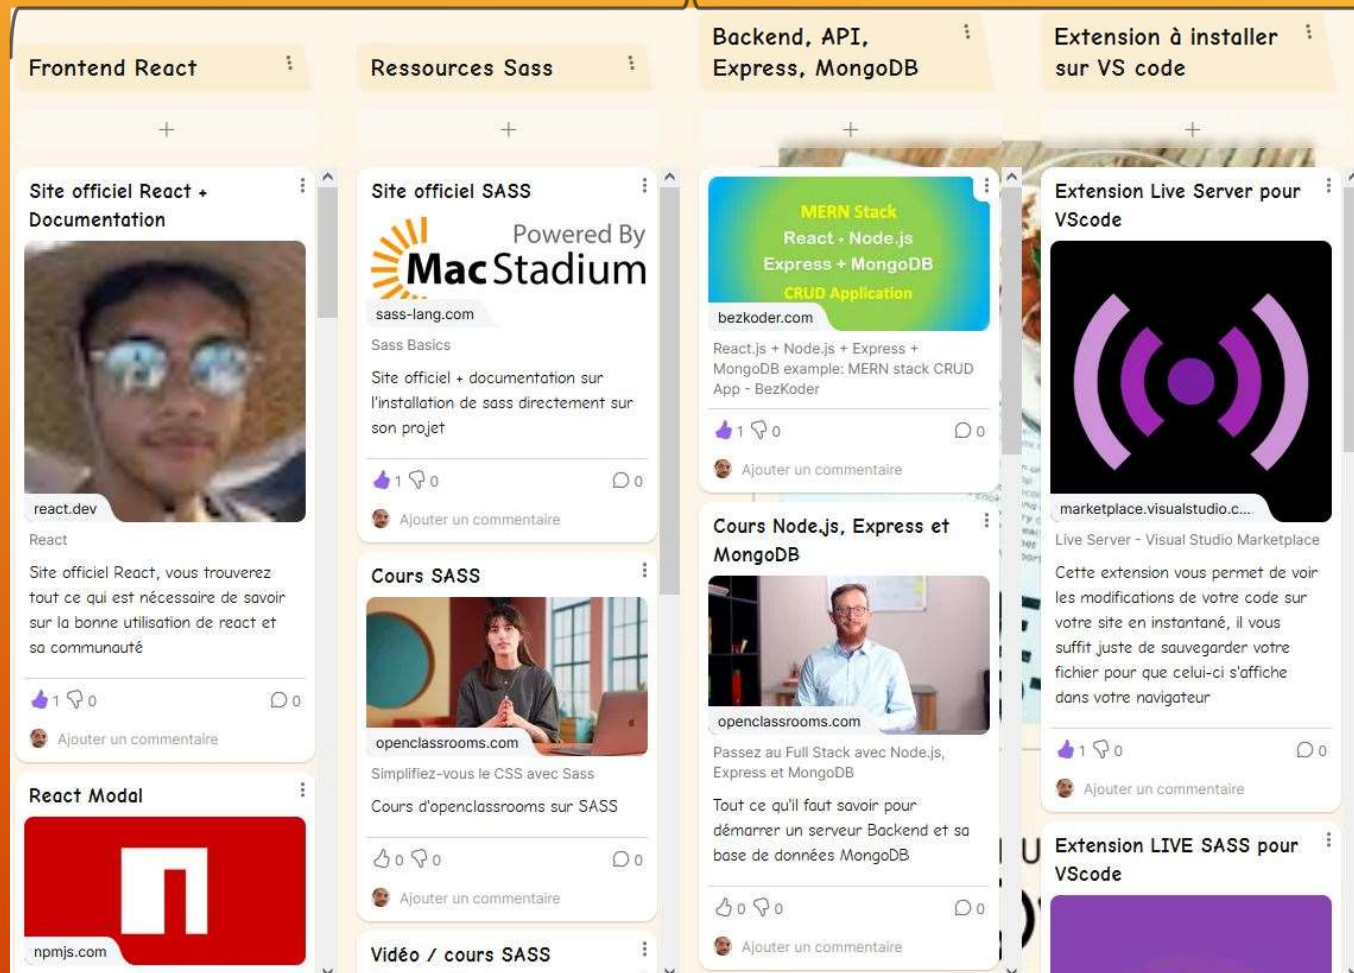 Frontend React
Site officiel React +
Documentation
react.dev
React
Site officiel React, vous trouverez
tout ce qui est nécessaire de savoir
sur la bonne utilisation de react et
sa communauté
1 0 0
Ajouter un commentaire
React Modal
npmjs.com
Ressources Sass
Site officiel SASS
Powered By
MacStadium
sass-lang.com
Sass Basics
Site officiel + documentation sur
l'installation de sass directement sur
son projet
1 0 0
Ajouter un commentaire
Cours SASS
openclassrooms.com
Simplifiez-vous le CSS avec Sass
Cours d'openclassrooms sur SASS
0 0 0
Ajouter un commentaire
Vidéo / cours SASS
Backend, API,
Express, MongoDB
MERN Stack
React + Node.js
Express + MongoDB
CRUD Application
bezkoder.com
React.js + Node.js + Express +
MongoDB example: MERN stack CRUD
App - BezKoder
1 0 0
Ajouter un commentaire
Cours Node.js, Express et
MongoDB
openclassrooms.com
Passez au Full Stack avec Node.js,
Express et MongoDB
Tout ce qu'il faut savoir pour
démarrer un serveur Backend et sa
base de données MongoDB
0 0 0
Ajouter un commentaire
Extension à installer
sur VS code
Extension Live Server pour
VScode
marketplace.visualstudio.c...
Live Server - Visual Studio Marketplace
Cette extension vous permet de voir
les modifications de votre code sur
votre site en instantané, il vous
suffit juste de sauvegarder votre
fichier pour que celui-ci s'affiche
dans votre navigateur
1 0 0
Ajouter un commentaire
Extension LIVE SASS pour
VScode